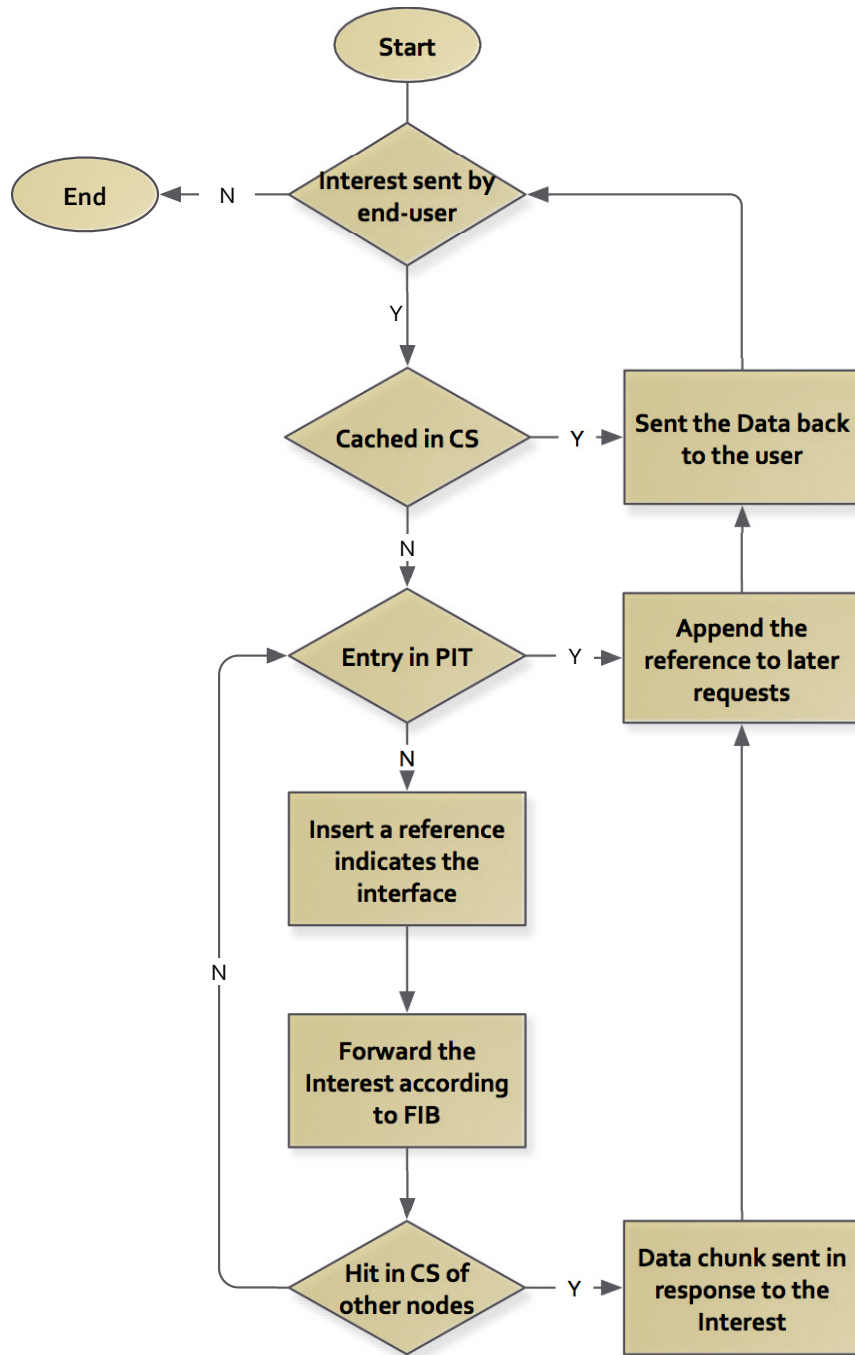 Start
Interest sent by
end-user
N
End
Y
Cached in CS
Y
Sent the Data back
to the user
N
Entry in PIT
Y
Append the
reference to later
requests
N
Insert a reference
indicates the
interface
N
Forward the
Interest according
to FIB
Hit in CS of
other nodes
Y
Data chunk sent in
response to the
Interest